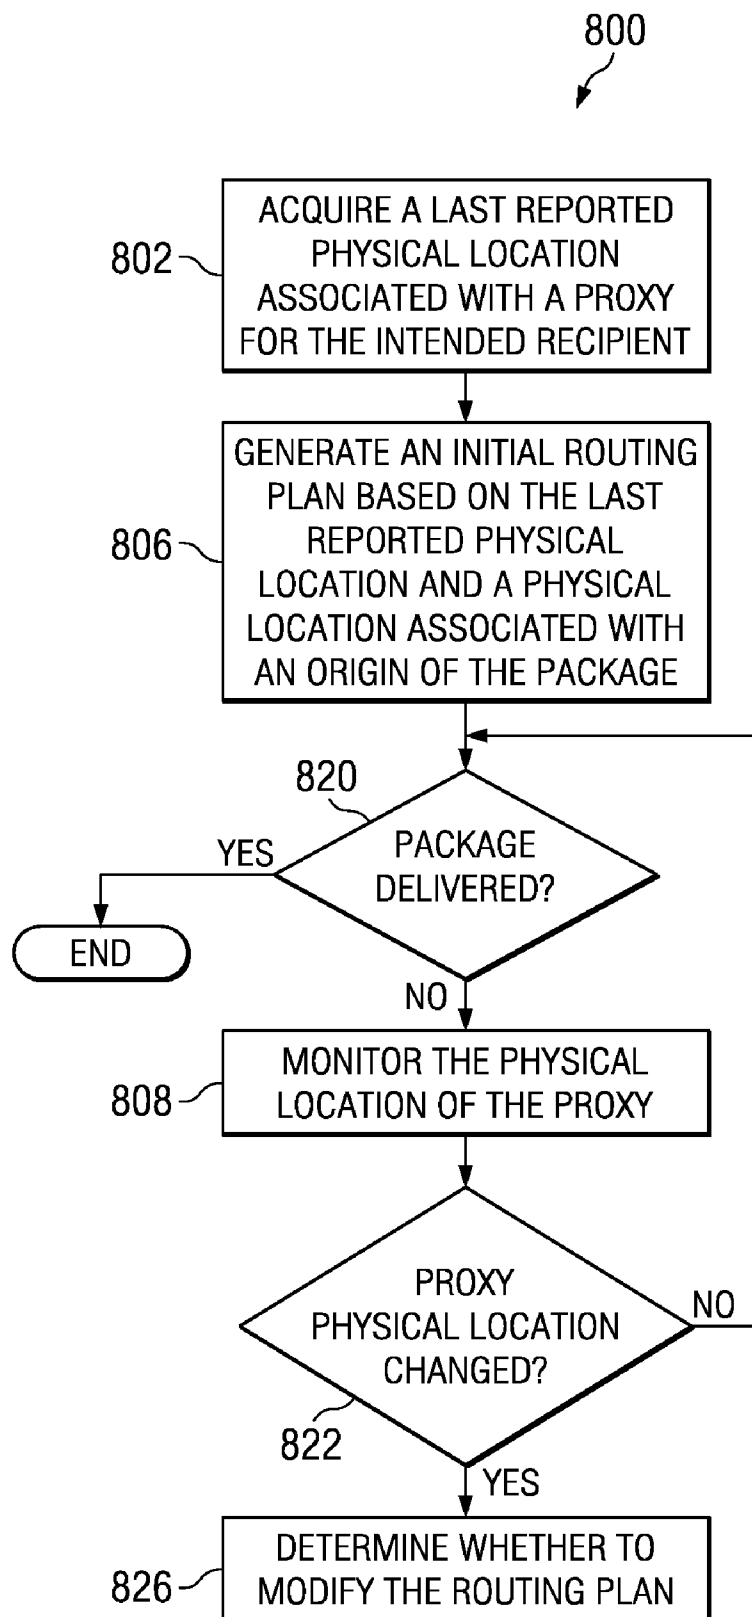 800
802
ACQUIRE A LAST REPORTED
PHYSICAL LOCATION
ASSOCIATED WITH A PROXY
FOR THE INTENDED RECIPIENT
806
GENERATE AN INITIAL ROUTING
PLAN BASED ON THE LAST
REPORTED PHYSICAL
LOCATION AND A PHYSICAL
LOCATION ASSOCIATED WITH
AN ORIGIN OF THE PACKAGE
820
PACKAGE
DELIVERED?
YES
END
NO
808
MONITOR THE PHYSICAL
LOCATION OF THE PROXY
PROXY
PHYSICAL LOCATION
CHANGED?
NO
822
YES
826
DETERMINE WHETHER TO
MODIFY THE ROUTING PLAN